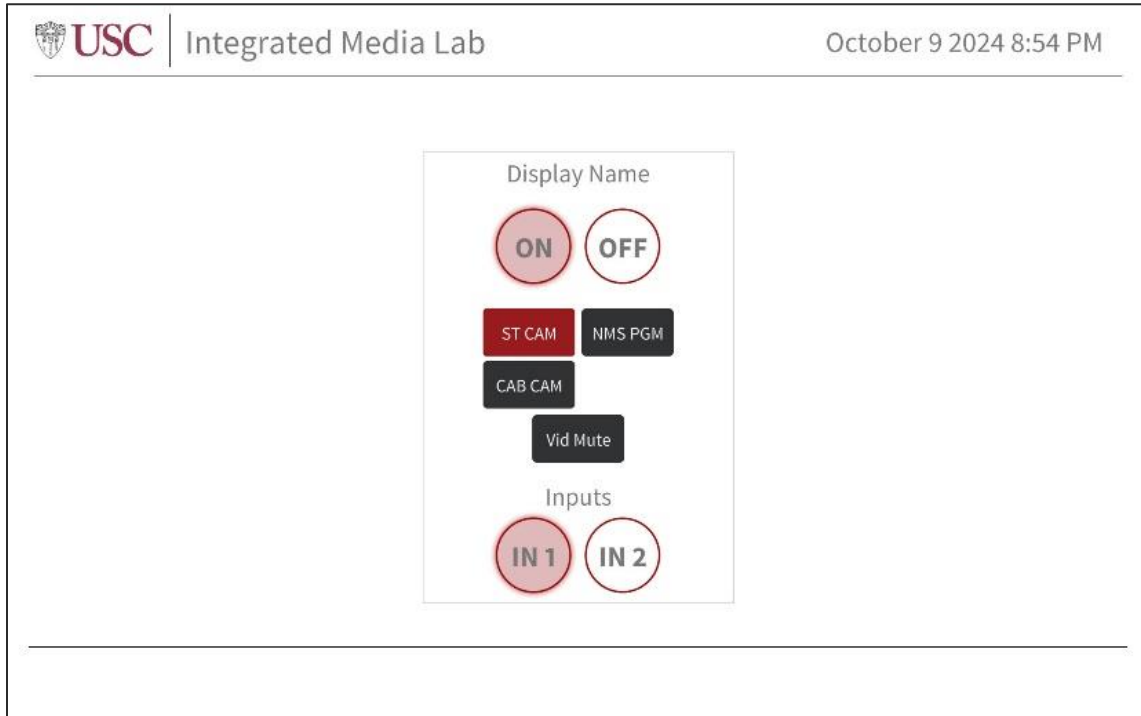 USC Integrated Media Lab October 9 2024 8:54 PM
Display Name
ON OFF
ST CAM NMS PGM
CAB CAM
Vid Mute
Inputs
IN 1 IN 2